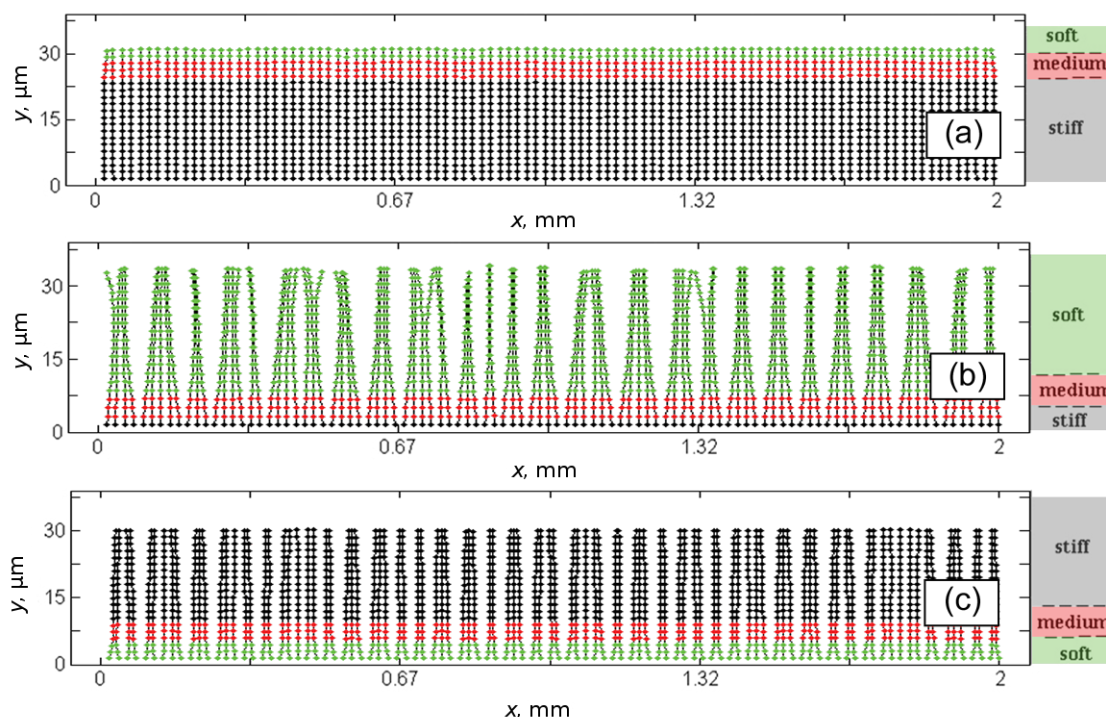 30
15
0
y, μm
(a)
soft
medium
stiff
0
0.67
1.32
2
x, mm
30
15
0
y, μm
(b)
soft
medium
stiff
0
0.67
1.32
2
x, mm
30
15
0
y, μm
(c)
stiff
medium
soft
0
0.67
1.32
2
x, mm